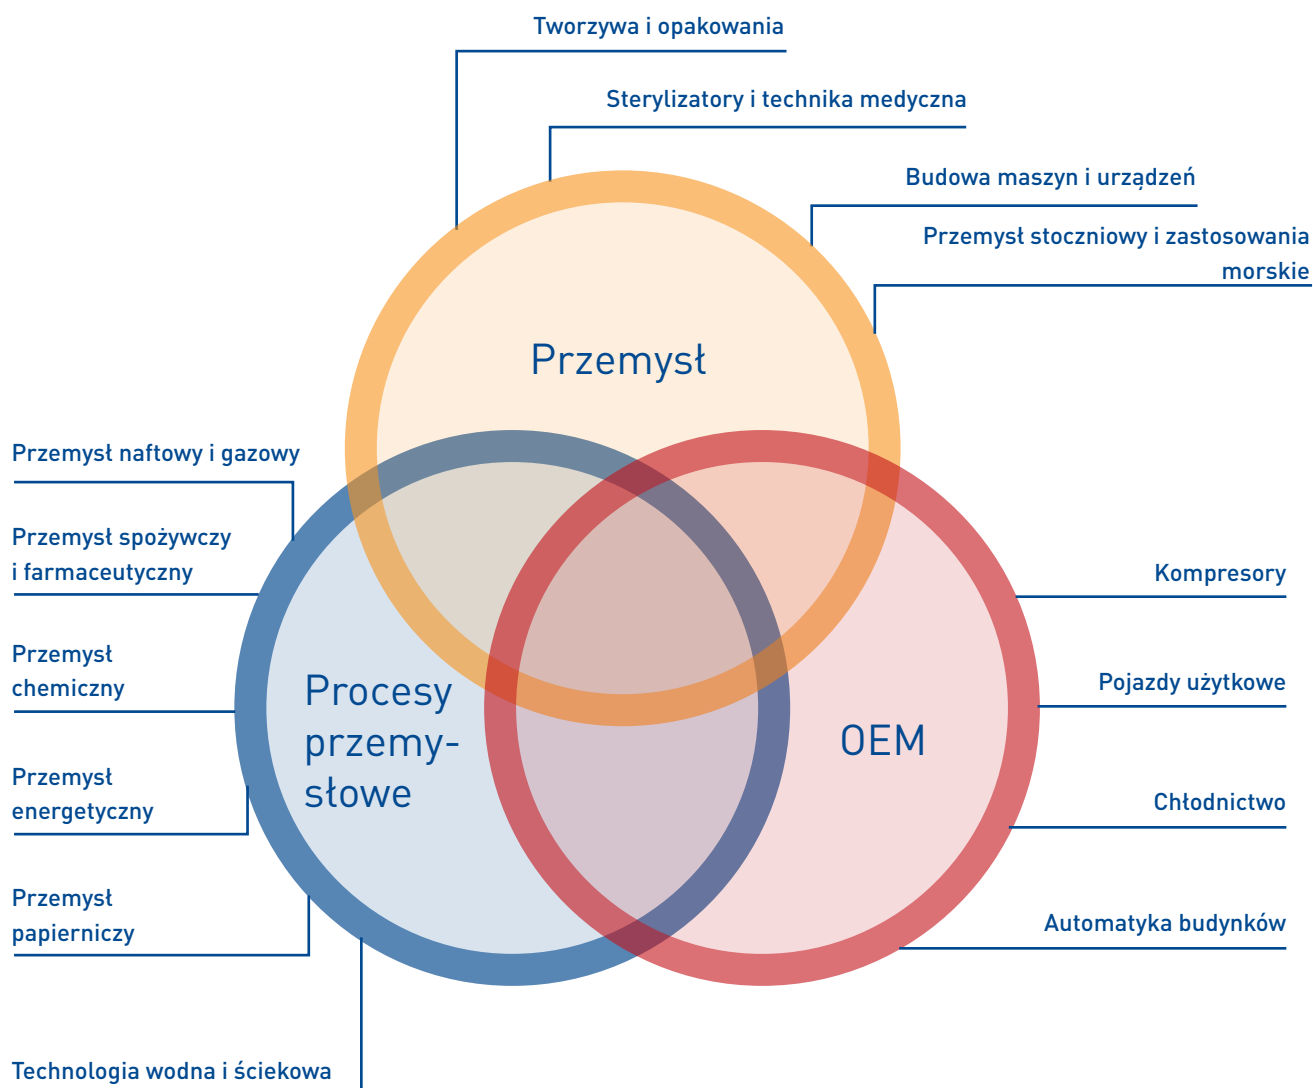 Tworzywa i opakowania
Sterylizatory i technika medyczna
Budowa maszyn i urządzeń
Przemysł stoczniowy i zastosowania
morskie
Przemysł
Przemysł naftowy i gazowy
Przemysł spożywczy
i farmaceutyczny
Przemysł
chemiczny
Przemysł
energetyczny
Przemysł
papierniczy
Technologia wodna i ściekowa
Procesy
przemy-
słowe
OEM
Kompresory
Pojazdy użytkowe
Chłodnictwo
Automatyka budynków